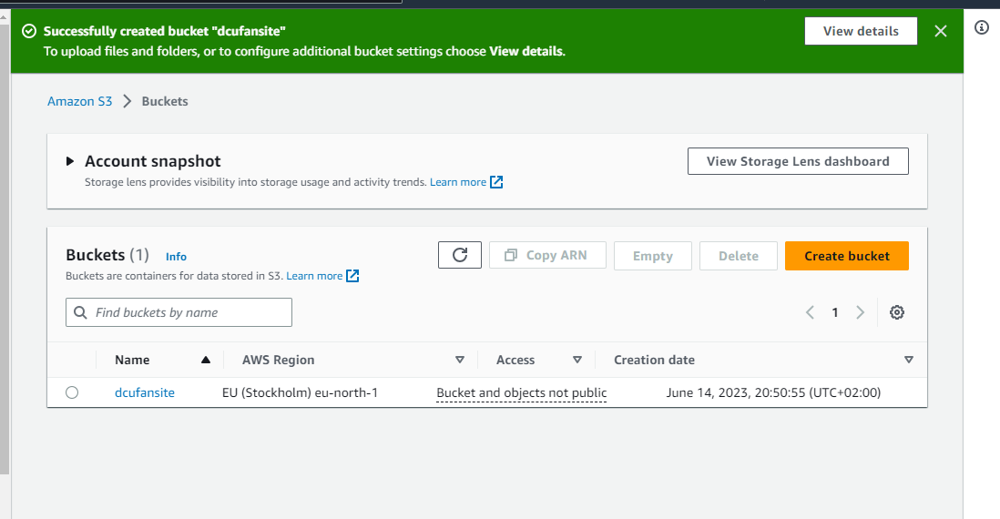 Successfully created bucket "dcufansite"
View details
To upload files and folders, or to configure additional bucket settings choose View details.
Amazon S3 > Buckets
Account snapshot
View Storage Lens dashboard
Storage lens provides visibility into storage usage and activity trends. Learn more
Buckets (1) Info
Copy ARN
Empty
Delete
Create bucket
Buckets are containers for data stored in S3. Learn more
Find buckets by name
1
Name AWS Region Access Creation date
dcufansite EU (Stockholm) eu-north-1 Bucket and objects not public June 14, 2023, 20:50:55 (UTC+02:00)